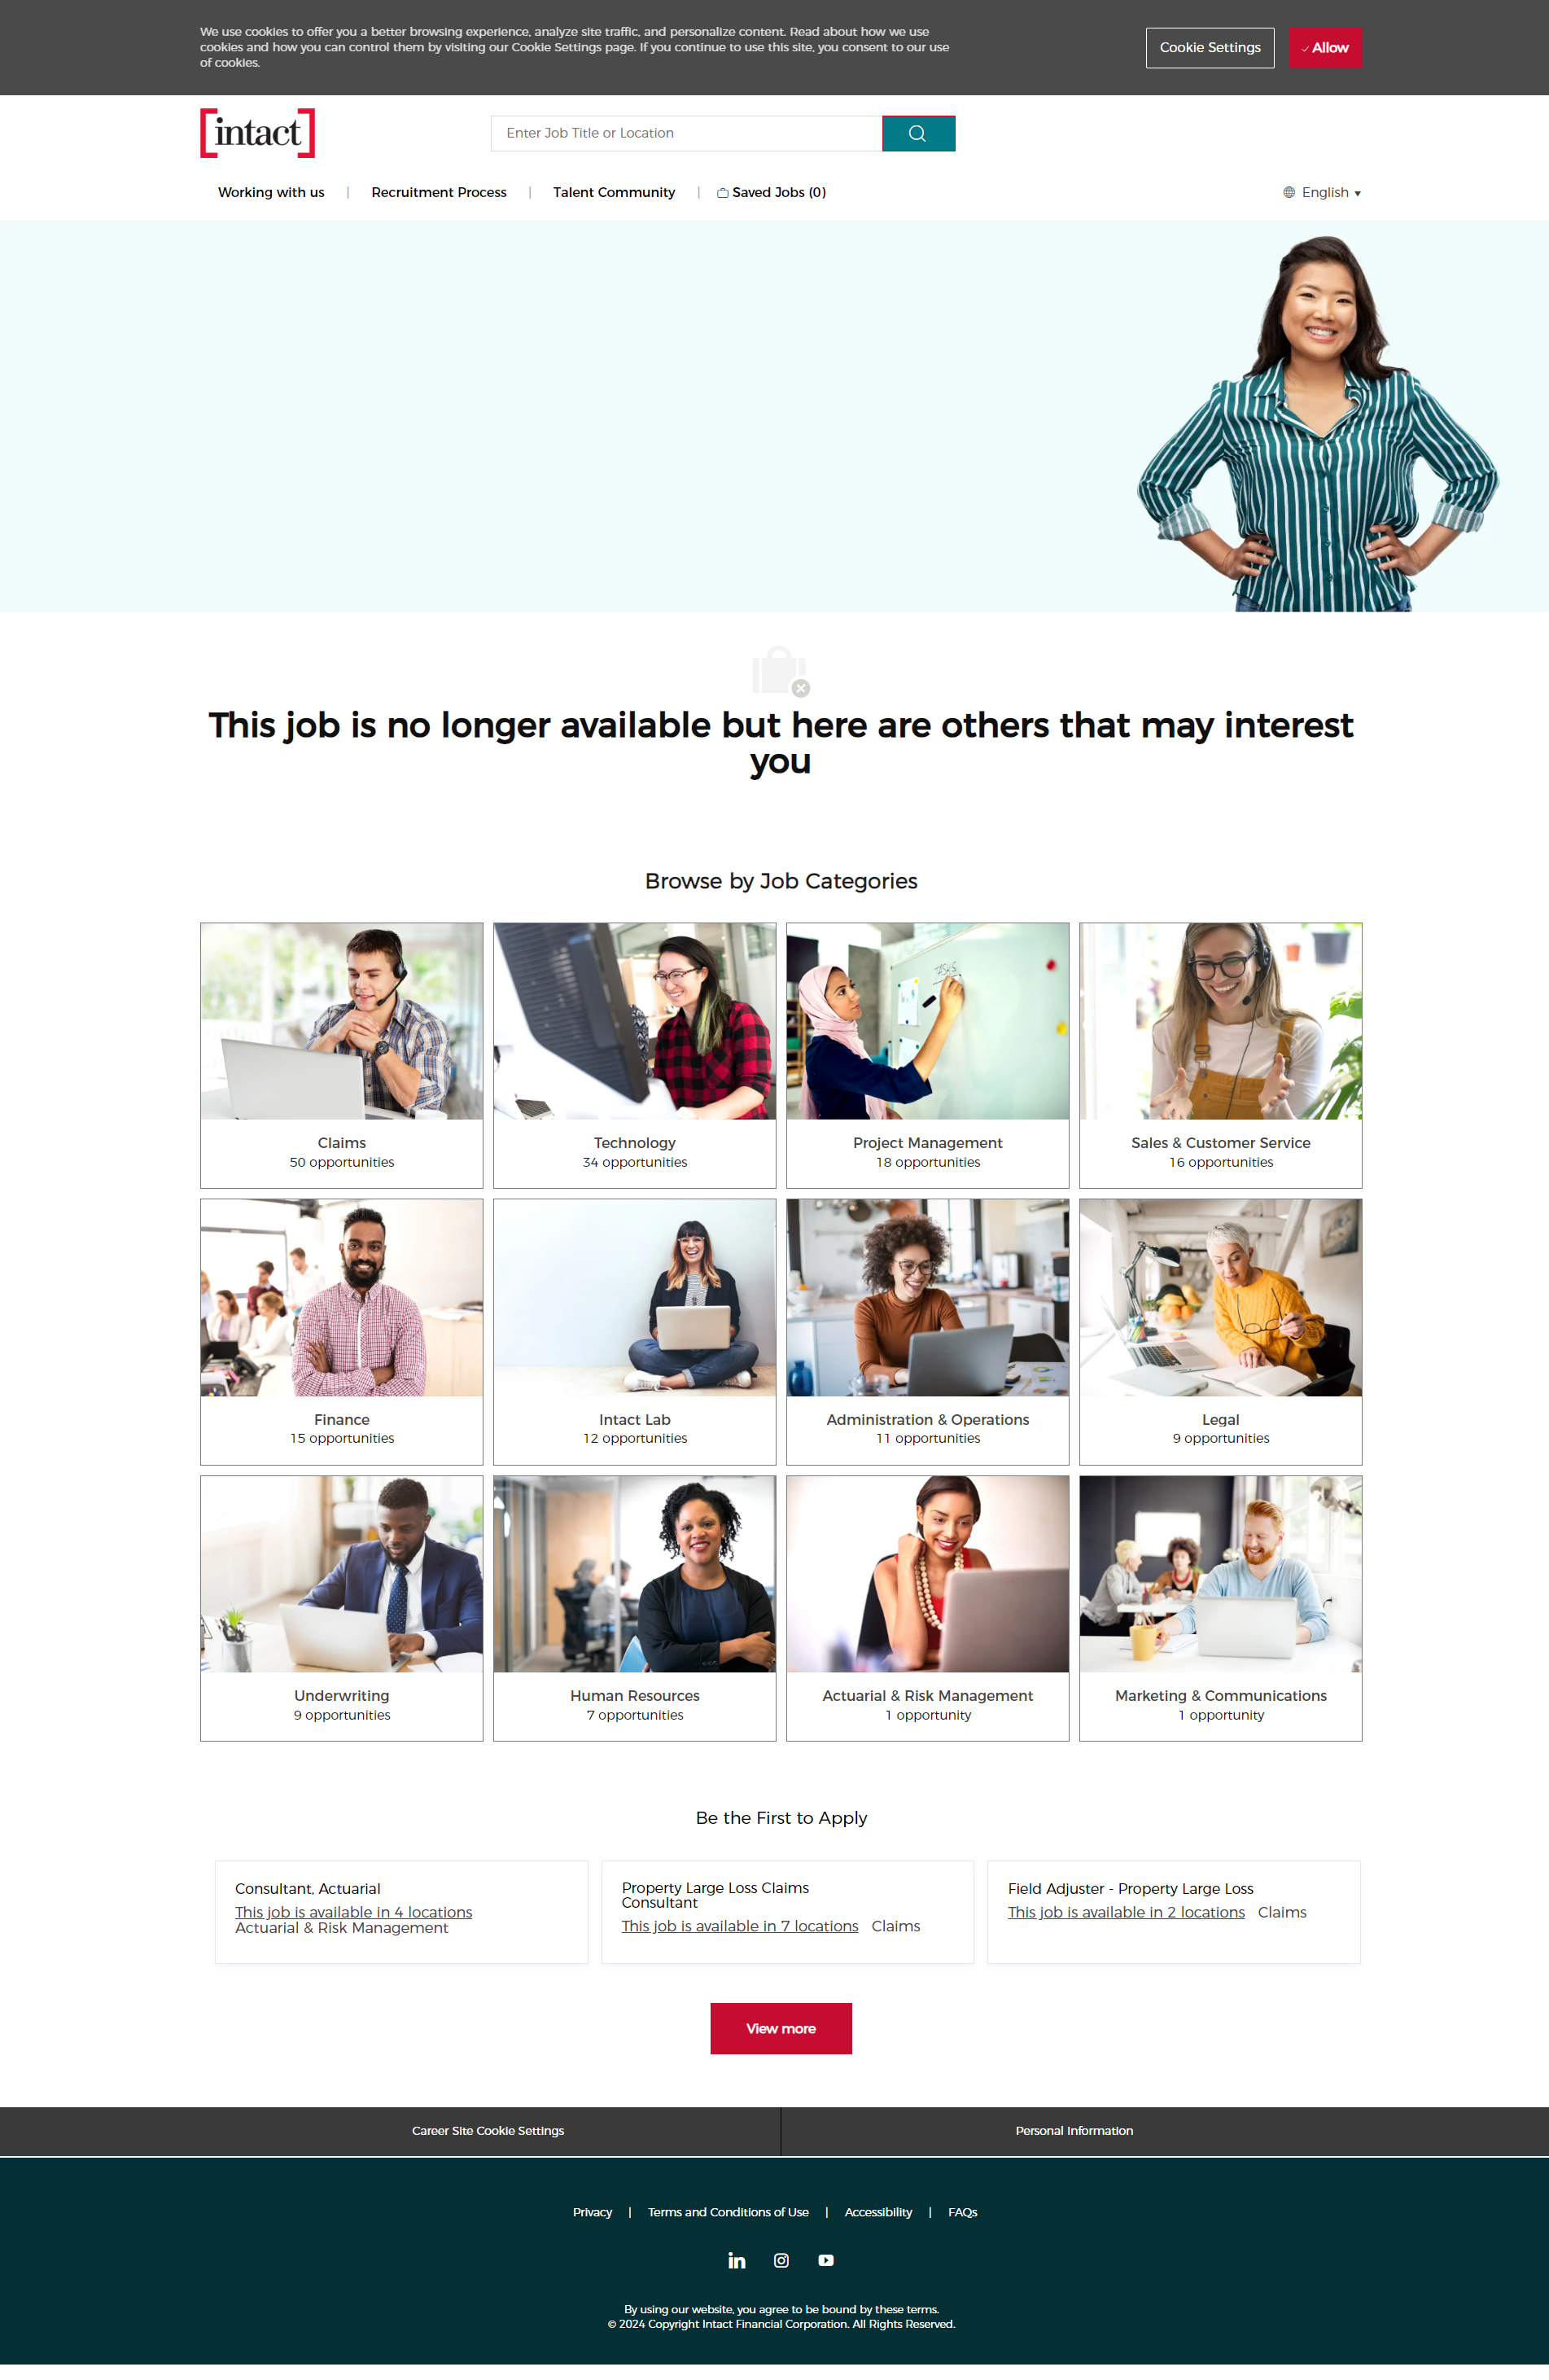 We use cookies to offer you a better browsing experience, analyze site traffic, and personalize content. Read about how we use
cookies and how you can control them by visiting our Cookie Settings page. If you continue to use this site, you consent to our use
of cookies.
Cookie Settings
Allow
[intact]
Enter Job Title or Location
Working with us | Recruitment Process | Talent Community | Saved Jobs (0)
English
This job is no longer available but here are others that may interest
you
Browse by Job Categories
Claims
50 opportunities
Technology
34 opportunities
Project Management
18 opportunities
Sales & Customer Service
16 opportunities
Finance
15 opportunities
Intact Lab
12 opportunities
Administration & Operations
11 opportunities
Legal
9 opportunities
Underwriting
9 opportunities
Human Resources
7 opportunities
Actuarial & Risk Management
1 opportunity
Marketing & Communications
1 opportunity
Be the First to Apply
Consultant, Actuarial
This job is available in 4 locations
Actuarial & Risk Management
Property Large Loss Claims
Consultant
This job is available in 7 locations Claims
Field Adjuster - Property Large Loss
This job is available in 2 locations Claims
View more
Career Site Cookie Settings
Personal Information
Privacy | Terms and Conditions of Use | Accessibility | FAQs
By using our website, you agree to be bound by these terms.
© 2024 Copyright Intact Financial Corporation. All Rights Reserved.